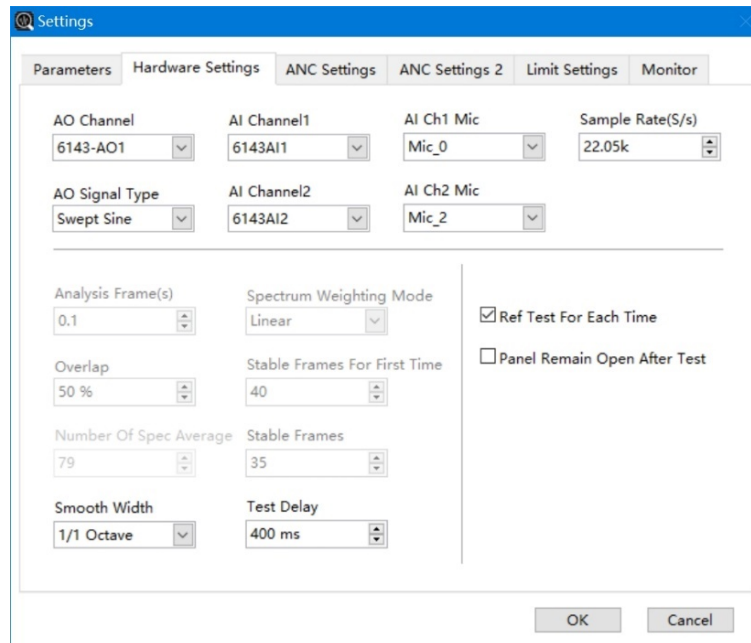 Settings
Parameters Hardware Settings ANC Settings ANC Settings 2 Limit Settings Monitor
AO Channel AI Channel1 AI Ch1 Mic Sample Rate(S/s)
6143-AO1 6143AI1 Mic_0 22.05k
AO Signal Type AI Channel2 AI Ch2 Mic
Swept Sine 6143AI2 Mic_2
Analysis Frame(s) Spectrum Weighting Mode
0.1 Linear
Ref Test For Each Time
Overlap Stable Frames For First Time
Panel Remain Open After Test
50 % 40
Number Of Spec Average Stable Frames
79 35
Smooth Width Test Delay
1/1 Octave 400 ms
OK Cancel